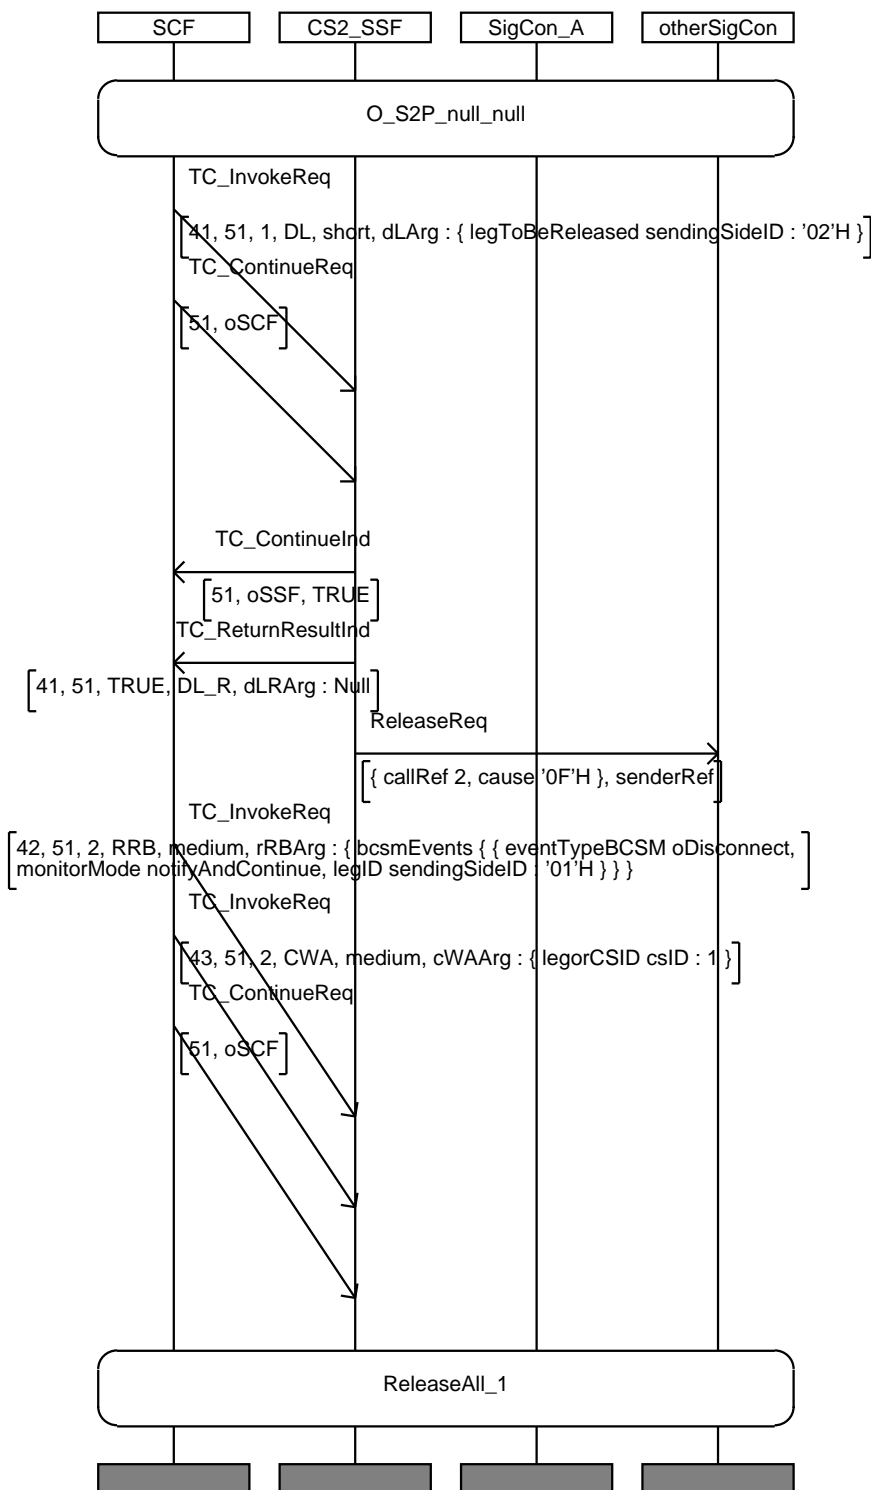 SCF
CS2_SSF
SigCon_A
otherSigCon
O_S2P_null_null
TC_InvokeReq
41, 51, 1, DL, short, dLArg : { legToBeReleased sendingSideID : '02'H }
TC_ContinueReq
51, oSCF
TC_ContinueInd
51, oSSF, TRUE
TC_ReturnResultInd
41, 51, TRUE, DL_R, dLRArg : Null
ReleaseReq
{ callRef 2, cause '0F'H }, senderRef
TC_InvokeReq
42, 51, 2, RRB, medium, rRBArg : { bcsmEvents { { eventTypeBCSM oDisconnect,
monitorMode notifyAndContinue, legID sendingSideID : '01'H } } }
TC_InvokeReq
43, 51, 2, CWA, medium, cWAArg : { legorCSID csID : 1 }
TC_ContinueReq
51, oSCF
ReleaseAll_1